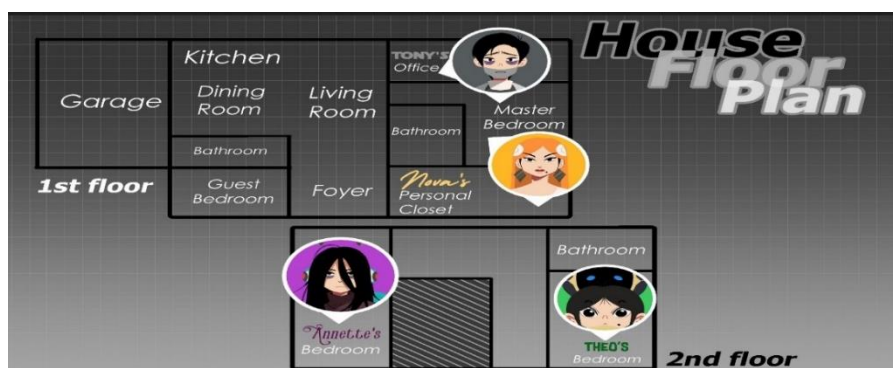 House
Floor
Plan
Kitchen
TONY'S
Office
Garage
Dining
Room
Living
Room
Master
Bedroom
Bathroom
Bathroom
1st floor
Guest
Bedroom
Foyer
Nova's
Personal
Closet
Bathroom
Annette's
Bedroom
THEO'S
Bedroom
2nd floor